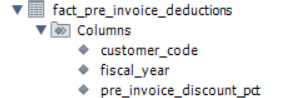 fact_pre_invoice_deductions
Columns
customer_code
fiscal_year
pre_invoice_discount_pct